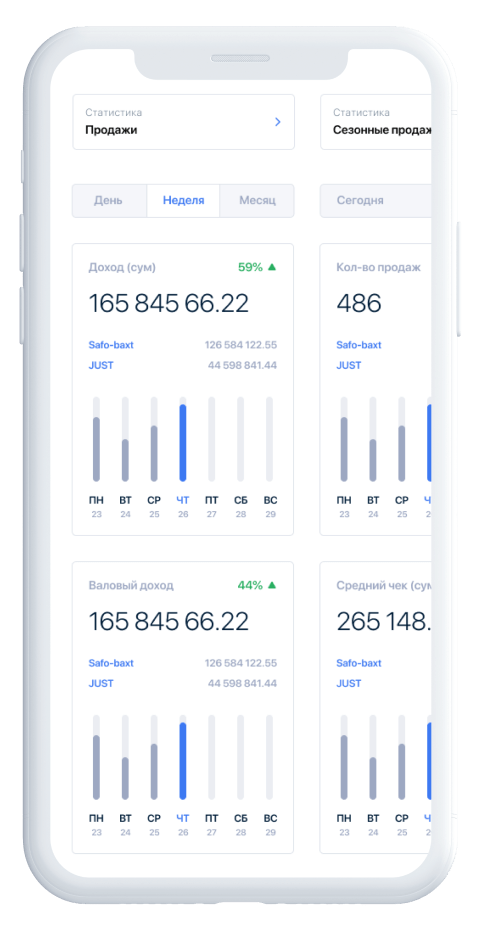 Статистика
Продажи
Статистика
Сезонные
День Неделя Месяц
Сегодня
Доход (сум) 59%
165 845 66.22
Safo-baxt 126 584 122.55
JUST 44 598 841.44
ПН ВТ СР ЧТ ПТ СБ ВС
23 24 25 26 27 28 29
Кол-во продаж
486
Safo-baxt
JUST
ПН ВТ СР
23 24 25
Валовый доход 44%
165 845 66.22
Safo-baxt 126 584 122.55
JUST 44 598 841.44
ПН ВТ СР ЧТ ПТ СБ ВС
23 24 25 26 27 28 29
Средний чек
265 148.
Safo-baxt
JUST
ПН ВТ СР
23 24 25